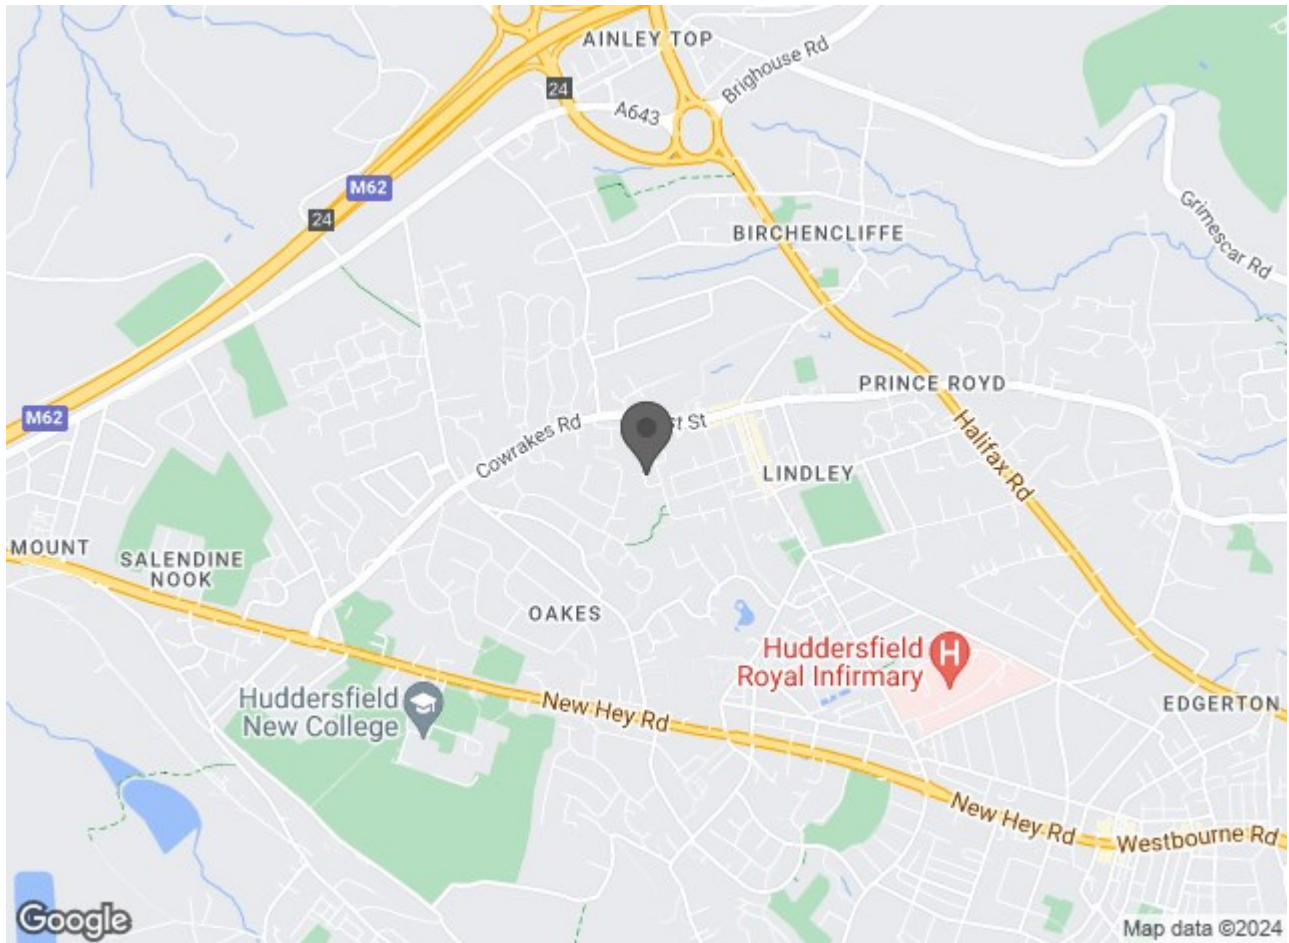 AINLEY TOP
Brighouse Rd
24
A643
M62
24
Grimescar Rd
BIRCHENCLIFFE
PRINCE ROYD
M62
Cowrakes Rd
St
Halifax Rd
LINDLEY
MOUNT
SALENDINE
NOOK
OAKES
Huddersfield
Royal Infirmary
H
Huddersfield
New College
New Hey Rd
EDGERTON
New Hey Rd
Westbourne Rd
Google
Map data ©2024